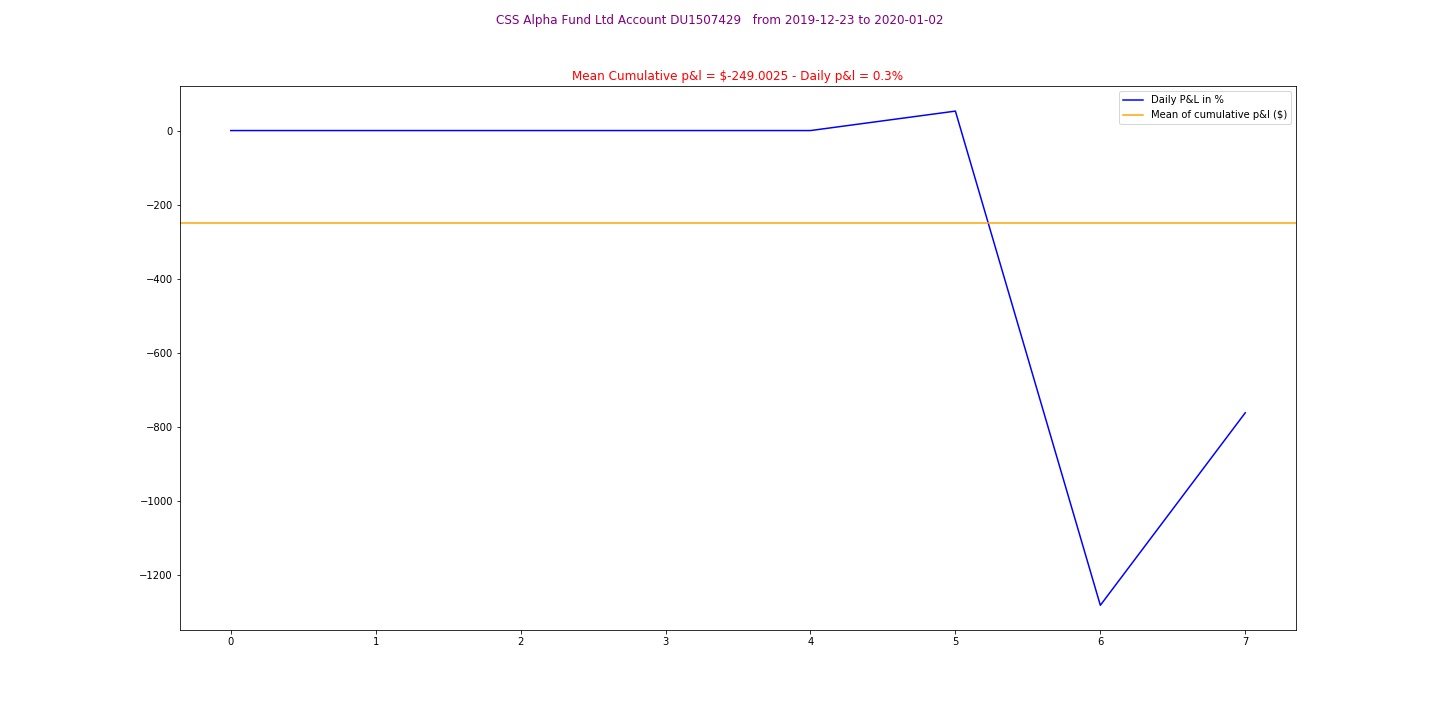 CSS Alpha Fund Ltd Account DU1507429   from 2019-12-23 to 2020-01-02
Mean Cumulative p&l = $-249.0025 - Daily p&l = 0.3%
Daily P&L in %
Mean of cumulative p&l ($)
0
−200
−400
−600
−800
−1000
−1200
0 1 2 3 4 5 6 7